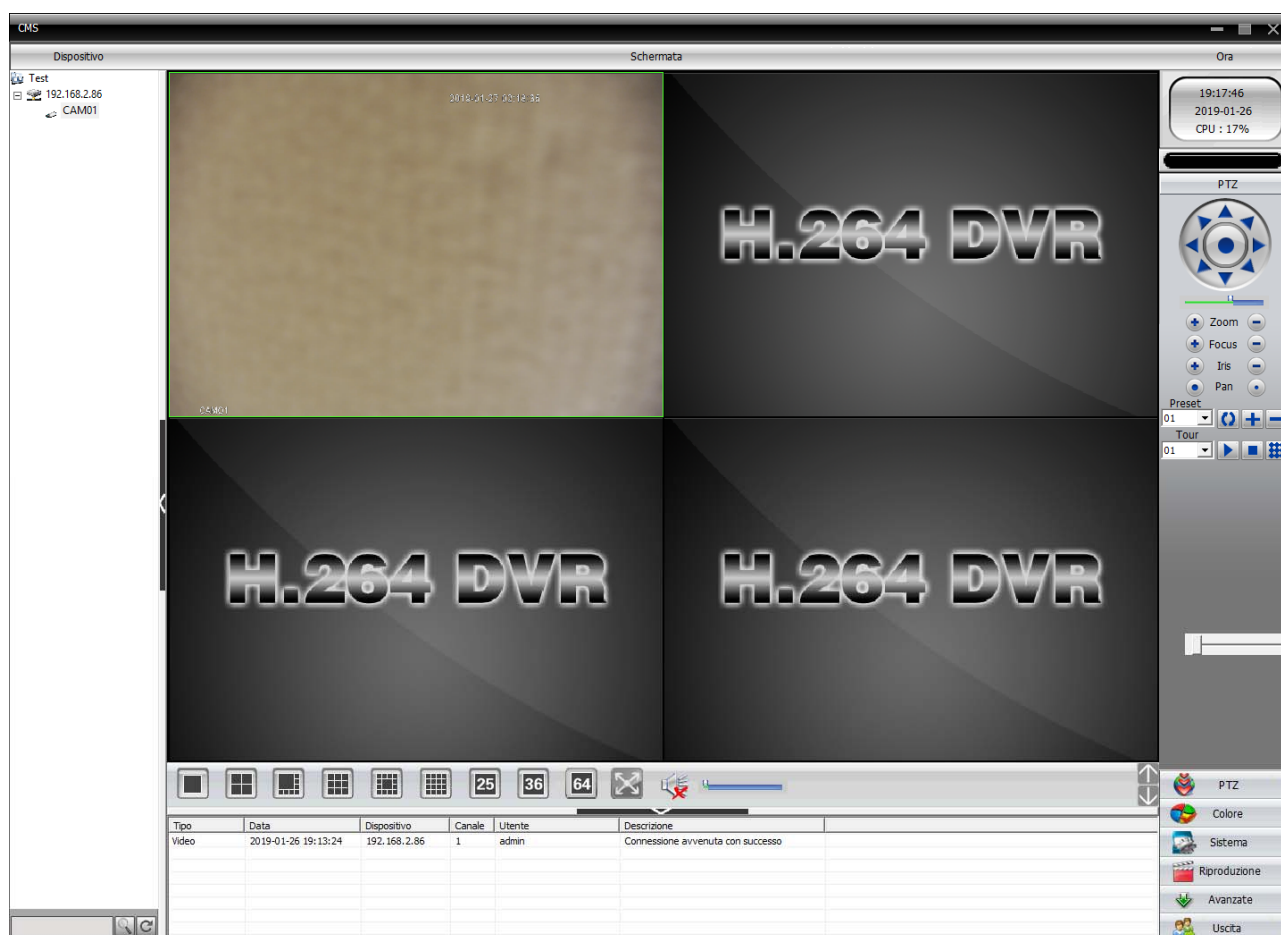 CMS
Dispositivo Schermata Ora
Test
192.168.2.86
CAM01
CAM01
H.264 DVR
H.264 DVR
H.264 DVR
19:17:46
2019-01-26
CPU : 17%
PTZ
Zoom
Focus
Iris
Pan
Preset
01
Tour
01
25 36 64
Tipo Data Dispositivo Canale Utente Descrizione
Video 2019-01-26 19:13:24 192.168.2.86 1 admin Connessione avvenuta con successo
PTZ
Colore
Sistema
Riproduzione
Avanzate
Uscita